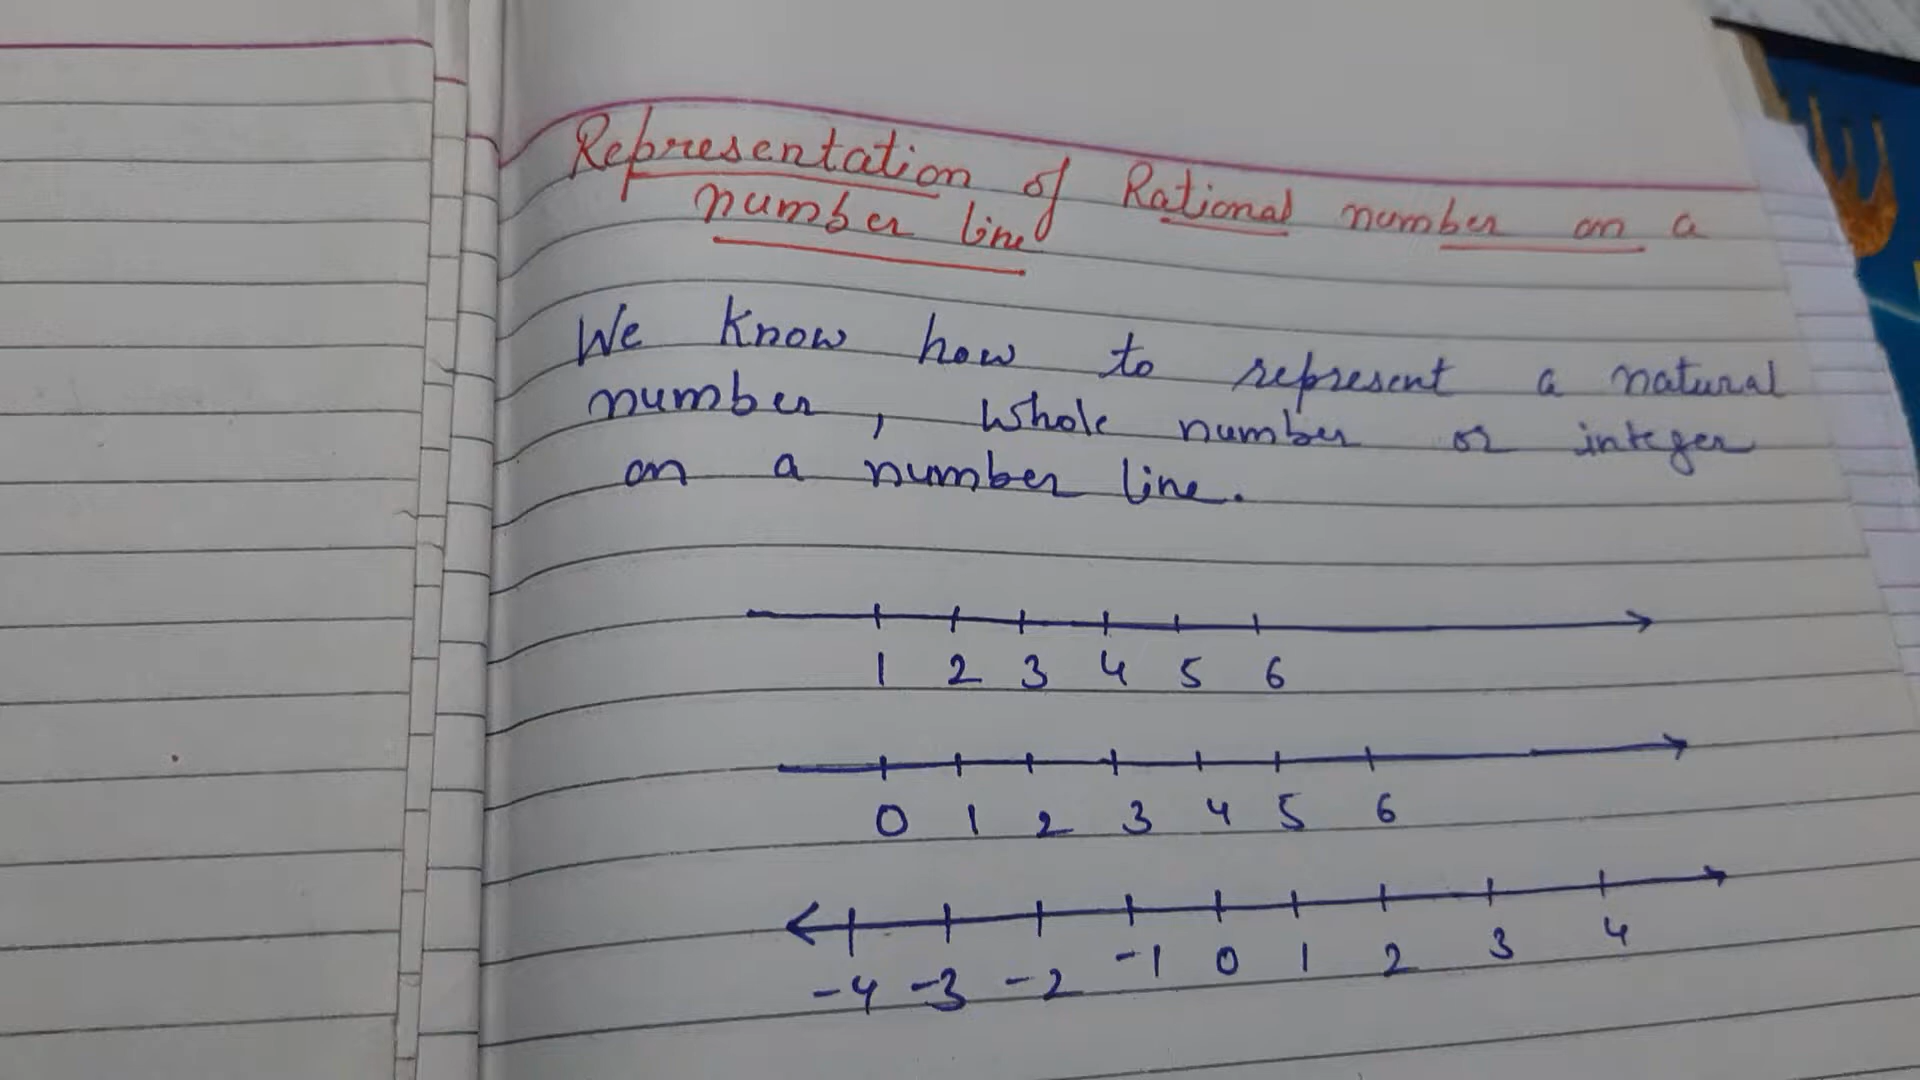 Representation of Rational number on a
number line
We know how to represent a natural
number, whole number or integer
on a number line.
1 2 3 4 5 6
0 1 2 3 4 5 6
-4 -3 -2 -1 0 1 2 3 4